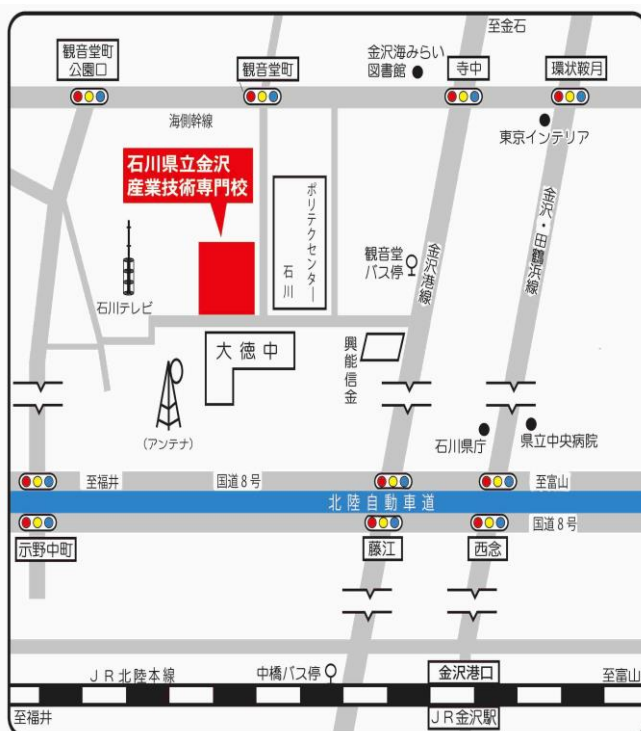 至金石
観音堂町
公園口
観音堂町
金沢海みらい
図書館
寺中
環状鞍月
海側幹線
東京インテリア
石川県立金沢
産業技術専門校
ポリテクセンター
石川
石川テレビ
観音堂
バス停
金沢港線
金沢・田鶴浜線
大徳中
興能信金
(アンテナ)
石川県庁
県立中央病院
至福井
国道8号
至富山
北陸自動車道
国道8号
示野中町
藤江
西念
JR北陸本線
中橋バス停
金沢港口
至富山
至福井
JR金沢駅